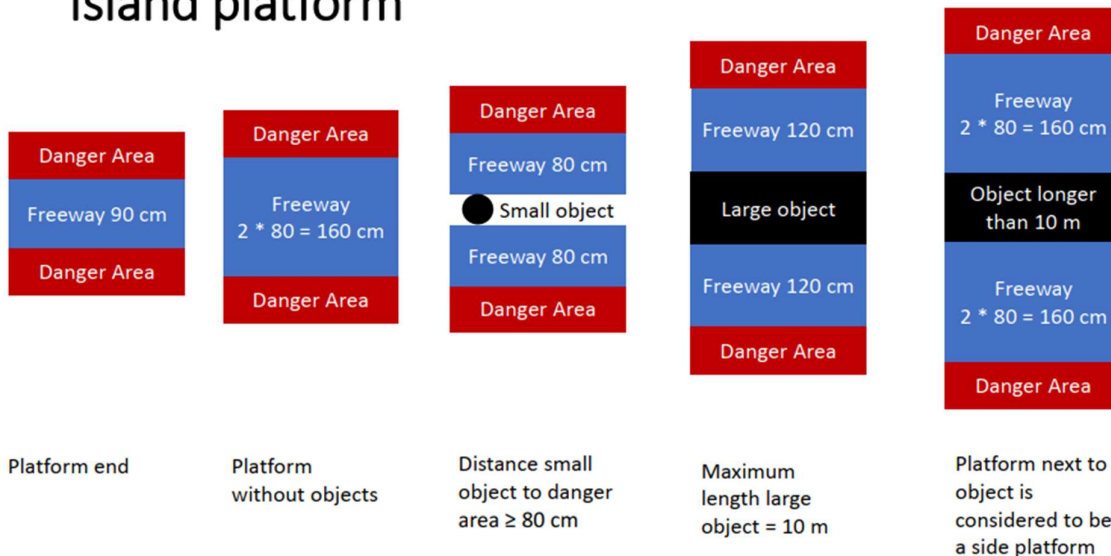 Island platform
Danger Area
Freeway 90 cm
Danger Area
Platform end
Danger Area
Freeway
2 * 80 = 160 cm
Danger Area
Platform
without objects
Danger Area
Freeway 80 cm
Small object
Freeway 80 cm
Danger Area
Distance small
object to danger
area ≥ 80 cm
Danger Area
Freeway 120 cm
Large object
Freeway 120 cm
Danger Area
Maximum
length large
object = 10 m
Danger Area
Freeway
2 * 80 = 160 cm
Object longer
than 10 m
Freeway
2 * 80 = 160 cm
Danger Area
Platform next to
object is
considered to be
a side platform